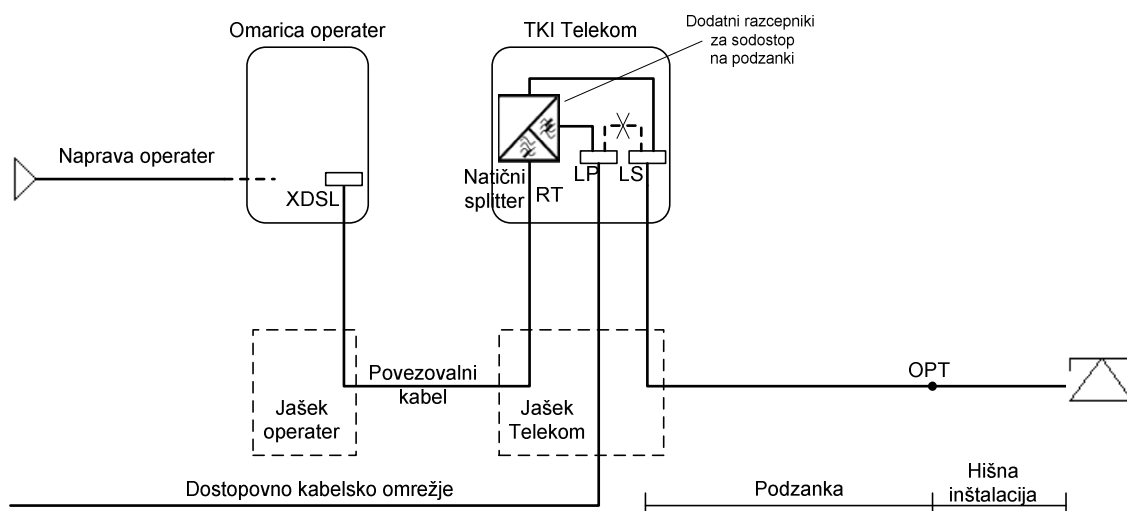 Omarica operater
TKI Telekom
Dodatni razcepniki
za sodostop
na podzanki
Naprava operater
XDSL
Natični
splitter
RT
LP
LS
Povezovalni
kabel
OPT
Jašek
operater
Jašek
Telekom
Dostopovno kabelsko omrežje
Podzanka
Hišna
inštalacija